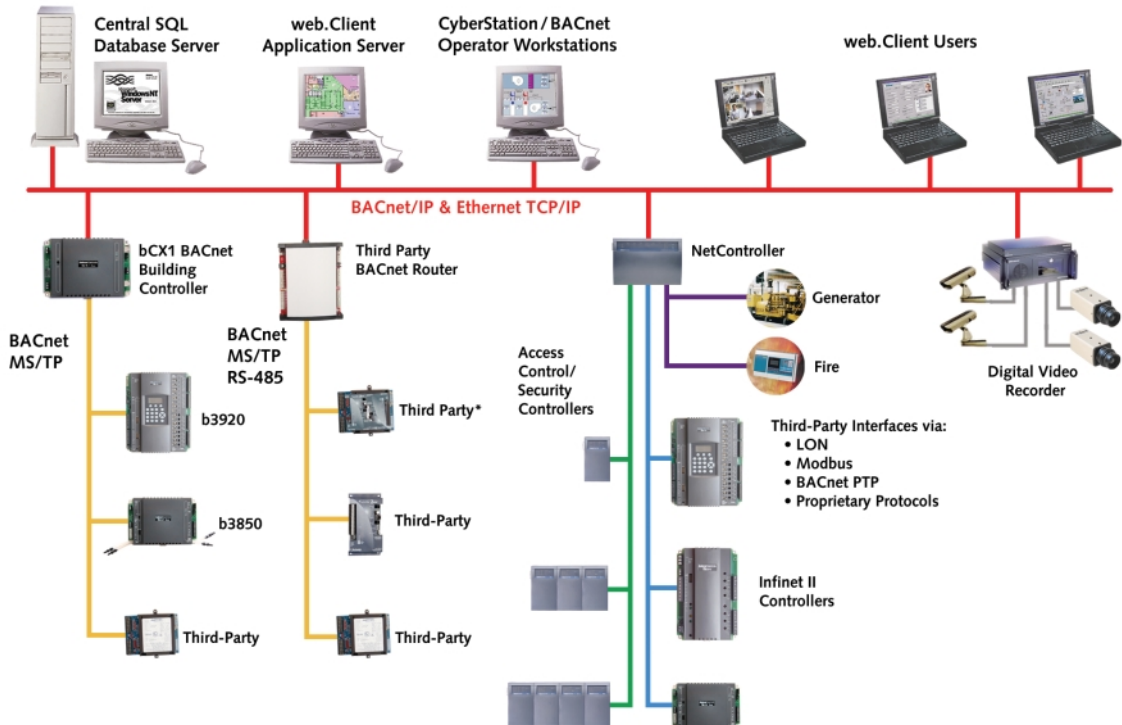 Central SQL
Database Server
web.Client
Application Server
CyberStation / BACnet
Operator Workstations
web.Client Users
Windows NT
Server
BACnet/IP & Ethernet TCP/IP
bCX1 BACnet
Building
Controller
Third Party
BACnet Router
NetController
Generator
Fire
Digital Video
Recorder
BACnet
MS/TP
BACnet
MS/TP
RS-485
Access
Control/
Security
Controllers
b3920
Third Party*
Third-Party Interfaces via:
• LON
• Modbus
• BACnet PTP
• Proprietary Protocols
b3850
Third-Party
Infinet II
Controllers
Third-Party
Third-Party